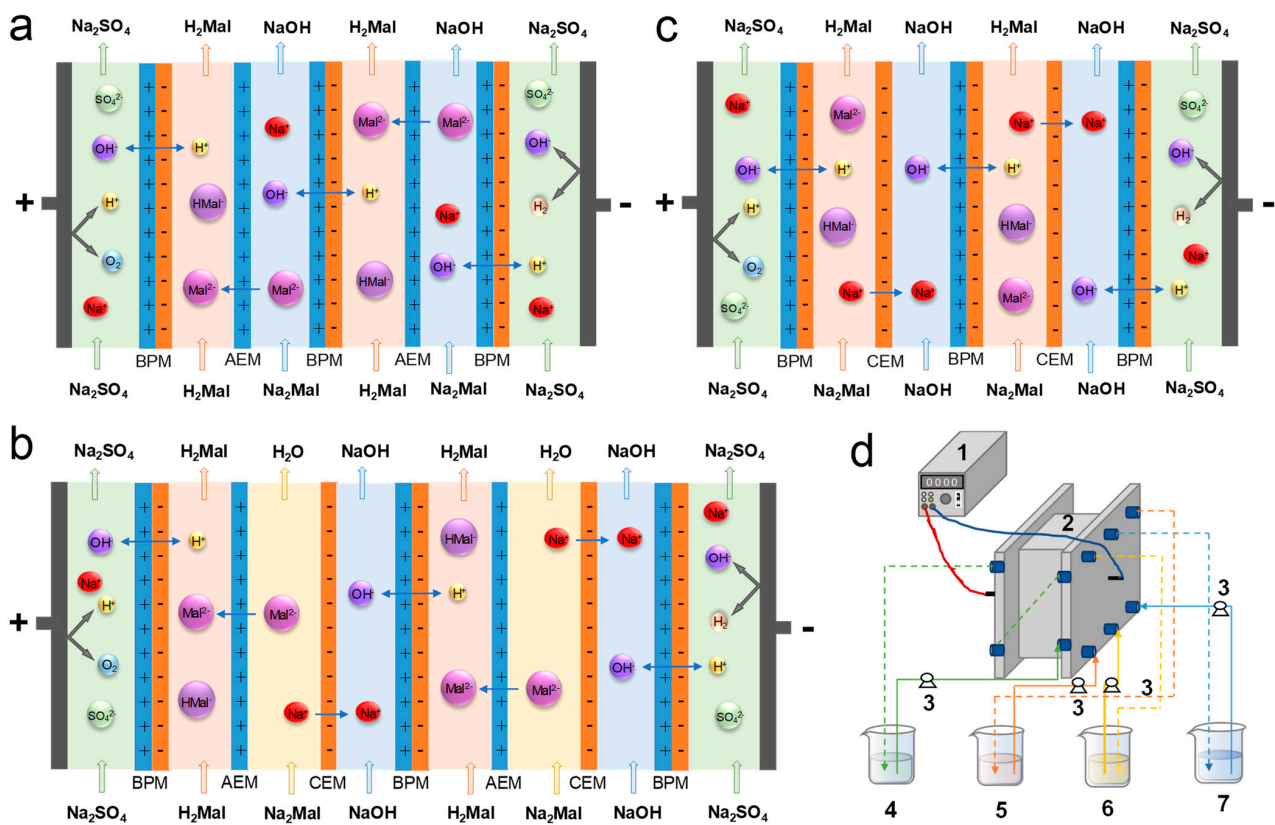 a
Na₂SO₄ H₂Mal NaOH H₂Mal NaOH Na₂SO₄
SO₄²⁻ Mal²⁻ Mal²⁻ SO₄²⁻
Na⁺
OH⁻ H⁺ OH⁻
OH⁻ H⁺
+ H⁺ HMal⁻ Na⁺ H₂ -
O₂ OH⁻ H⁺
Mal²⁻ Mal²⁻ HMal⁻
Na⁺ Na⁺
BPM AEM BPM AEM BPM
Na₂SO₄ H₂Mal Na₂Mal H₂Mal Na₂Mal Na₂SO₄
c
Na₂SO₄ Na₂Mal NaOH Na₂Mal NaOH Na₂SO₄
Na⁺ Mal²⁻ Na⁺ Na⁺ SO₄²⁻
OH⁻
OH⁻ H⁺ OH⁻ H⁺
+ H⁺ HMal⁻ HMal⁻ H₂ -
O₂ Na⁺
Na⁺ Na⁺ Mal²⁻ OH⁻ H⁺
SO₄²⁻
BPM CEM BPM CEM BPM
Na₂SO₄ Na₂Mal NaOH Na₂Mal NaOH Na₂SO₄
b
Na₂SO₄ H₂Mal H₂O NaOH H₂Mal H₂O NaOH Na₂SO₄
Na⁺
OH⁻ H⁺ HMal⁻ Na⁺ Na⁺ OH⁻
Na⁺ OH⁻ H⁺
H⁺ Mal²⁻ Mal²⁻
+ H₂ -
O₂ OH⁻ H⁺
HMal⁻ Mal²⁻ Mal²⁻
SO₄²⁻ Na⁺ Na⁺ SO₄²⁻
BPM AEM CEM BPM AEM CEM BPM
Na₂SO₄ H₂Mal Na₂Mal NaOH H₂Mal Na₂Mal NaOH Na₂SO₄
d
1
0000
2
3
3 3 3
4 5 6 7